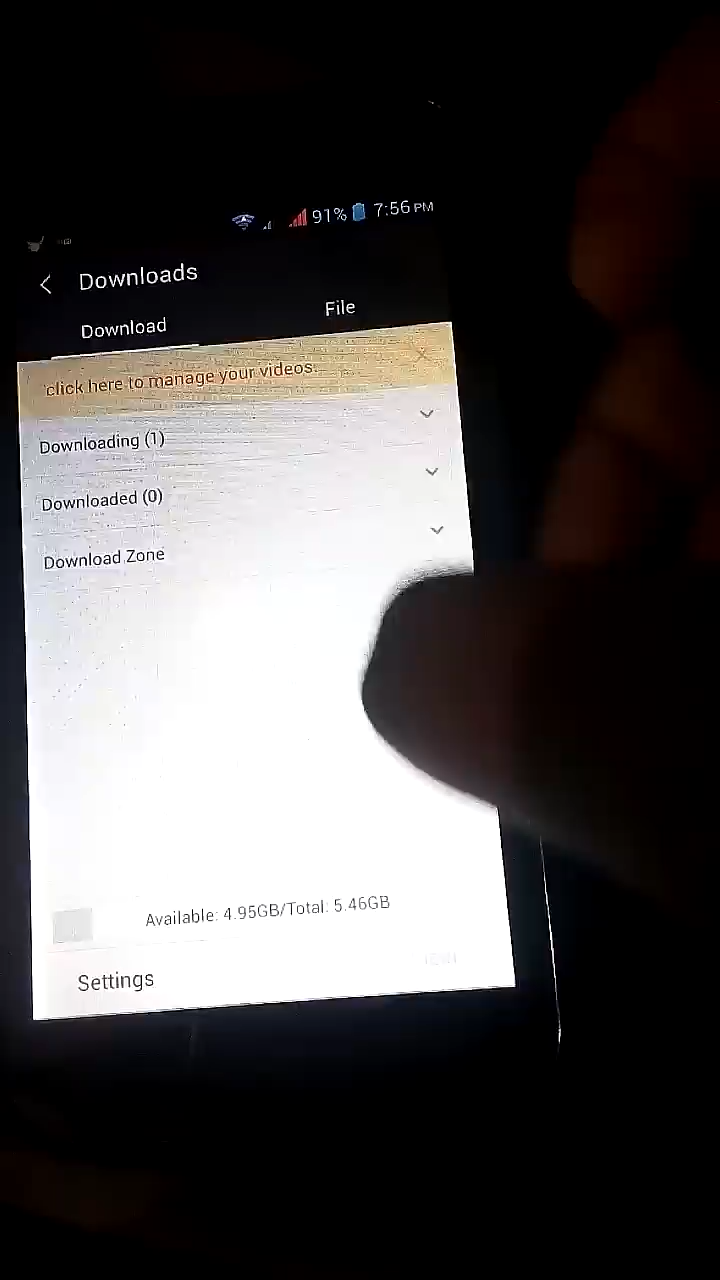 91% 7:56 PM
Downloads
Download
File
click here to manage your videos.
Downloading (1)
Downloaded (0)
Download Zone
Available: 4.95GB/Total: 5.46GB
Settings